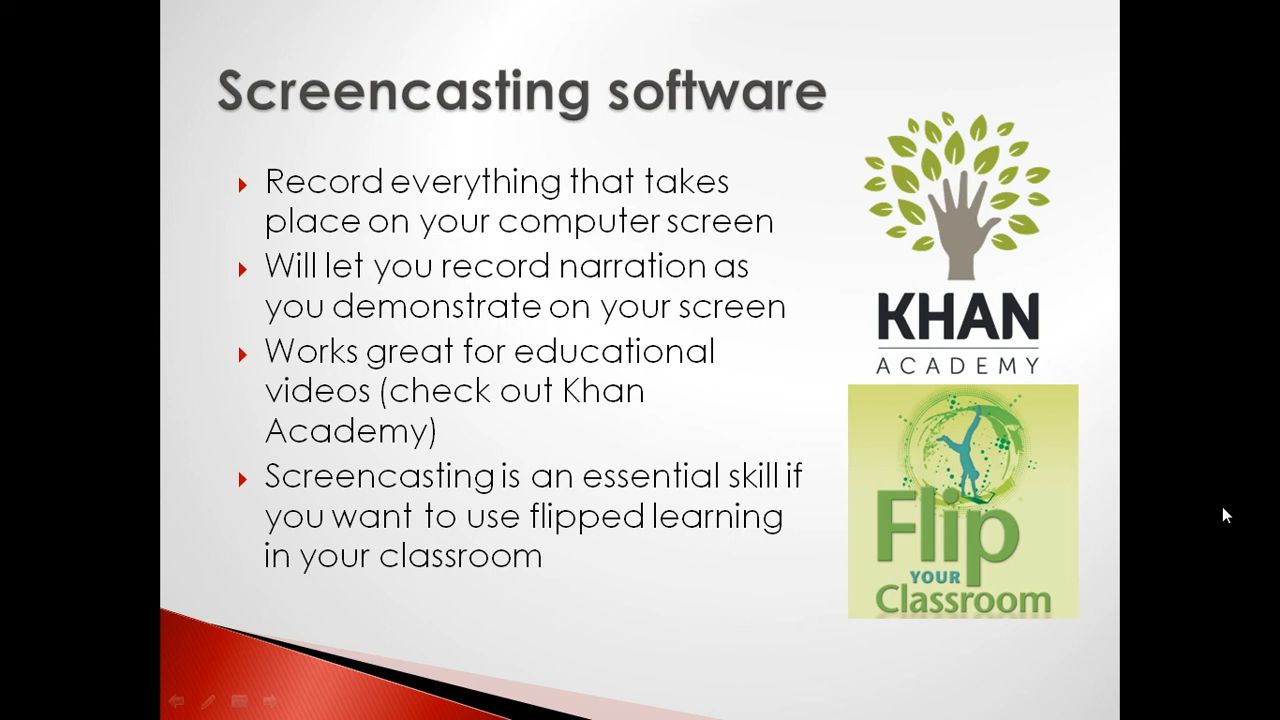 Screencasting software
Record everything that takes
place on your computer screen
Will let you record narration as
you demonstrate on your screen
Works great for educational
videos (check out Khan
Academy)
Screencasting is an essential skill if
you want to use flipped learning
in your classroom
KHAN
ACADEMY
Flip
YOUR
Classroom